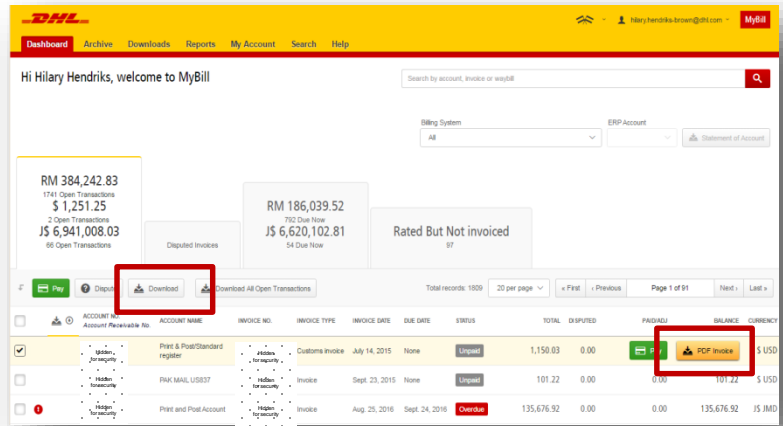 DHL
hilary.hendriks-brown@dhl.com MyBill
Dashboard Archive Downloads Reports My Account Search Help
Hi Hilary Hendriks, welcome to MyBill
Search by account, invoice or waybill
Billing System ERP Account
All Statement of Account
RM 384,242.83
1741 Open Transactions
$ 1,251.25
2 Open Transactions
J$ 6,941,008.03
66 Open Transactions
Disputed Invoices
RM 186,039.52
792 Due Now
J$ 6,620,102.81
54 Due Now
Rated But Not invoiced
97
Pay Dispute Download Download All Open Transactions Total records: 1809 20 per page « First ‹ Previous Page 1 of 91 Next › Last »
ACCOUNT NO. ACCOUNT NAME INVOICE NO. INVOICE TYPE INVOICE DATE DUE DATE STATUS TOTAL DISPUTED PAID/ADJ BALANCE CURRENCY
Account Receivable No.
Hidden for security Print & Post/Standard register Hidden for security Customs invoice July 14, 2015 None Unpaid 1,150.03 0.00 PDF Invoice $ USD
Hidden for security PAK MAIL US837 Hidden for security Invoice Sept. 23, 2015 None Unpaid 101.22 0.00 0.00 101.22 $ USD
Hidden for security Print and Post Account Hidden for security Invoice Aug. 25, 2016 Sept. 24, 2016 Overdue 135,676.92 0.00 0.00 135,676.92 J$ JMD